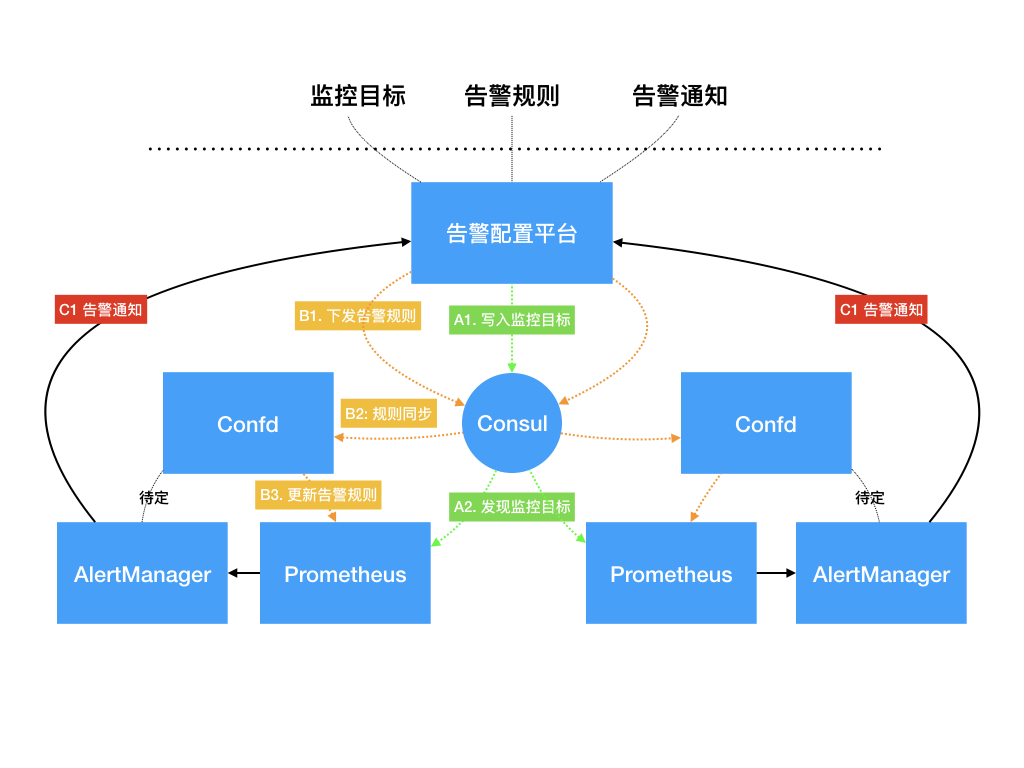 监控目标
告警规则
告警通知
告警配置平台
C1 告警通知
B1. 下发告警规则
A1. 写入监控目标
C1 告警通知
Confd
B2: 规则同步
Consul
Confd
待定
B3. 更新告警规则
A2. 发现监控目标
待定
AlertManager
Prometheus
Prometheus
AlertManager